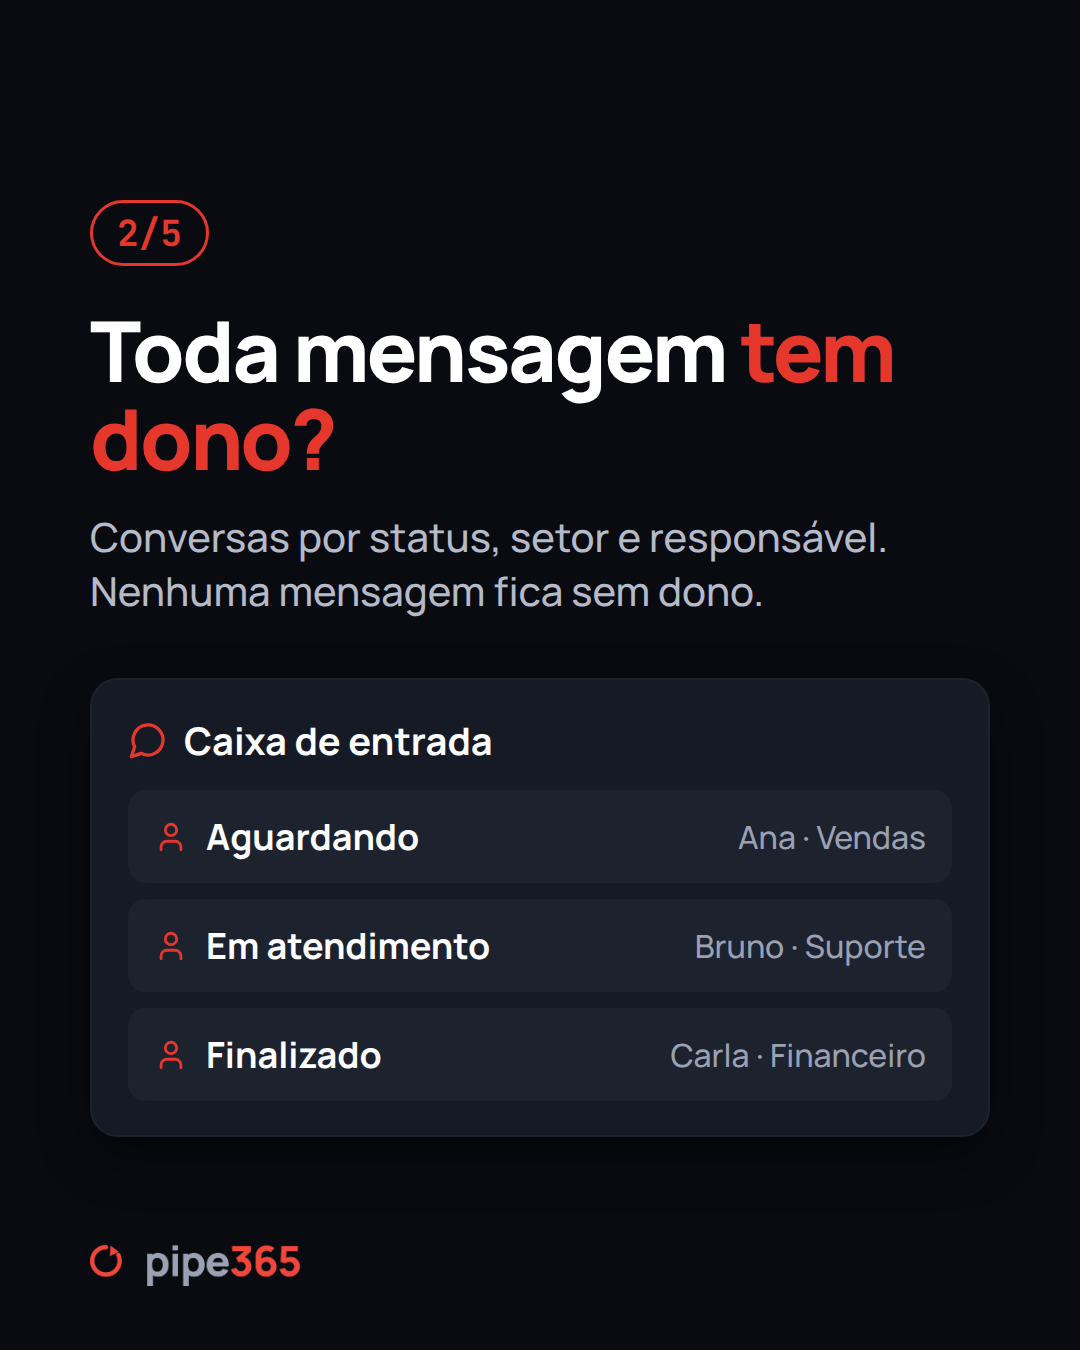 2/5
Toda mensagem tem
dono?
Conversas por status, setor e responsável.
Nenhuma mensagem fica sem dono.
Caixa de entrada
Aguardando Ana · Vendas
Em atendimento Bruno · Suporte
Finalizado Carla · Financeiro
pipe365